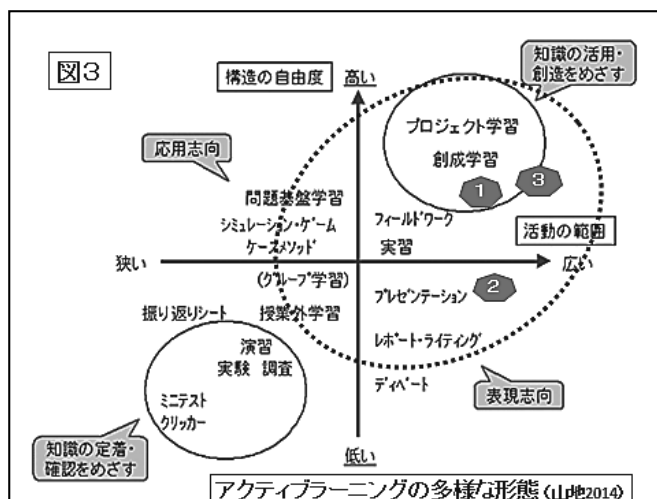 図3
構造の自由度
高い
知識の活用・
創造をめざす
プロジェクト学習
創成学習
応用志向
1
3
問題基盤学習
シミュレーション・ゲーム
フィールドワーク
活動の範囲
ケースメソッド
実習
狭い
広い
(グループ学習)
プレゼンテーション
2
振り返りシート
授業外学習
レポート・ライティング
演習
実験 調査
ディベート
表現志向
ミニテスト
クリッカー
知識の定着・
確認をめざす
低い
アクティブラーニングの多様な形態(山地2014)